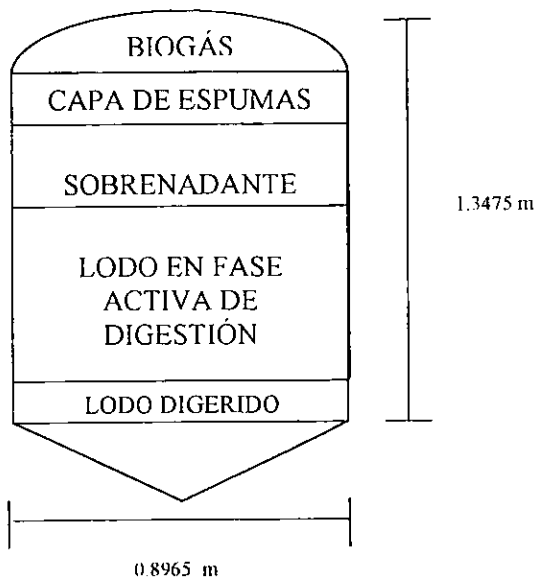 BIOGÁS
CAPA DE ESPUMAS
SOBRENADANTE
1.3475 m
LODO EN FASE
ACTIVA DE
DIGESTIÓN
LODO DIGERIDO
0.8965 m